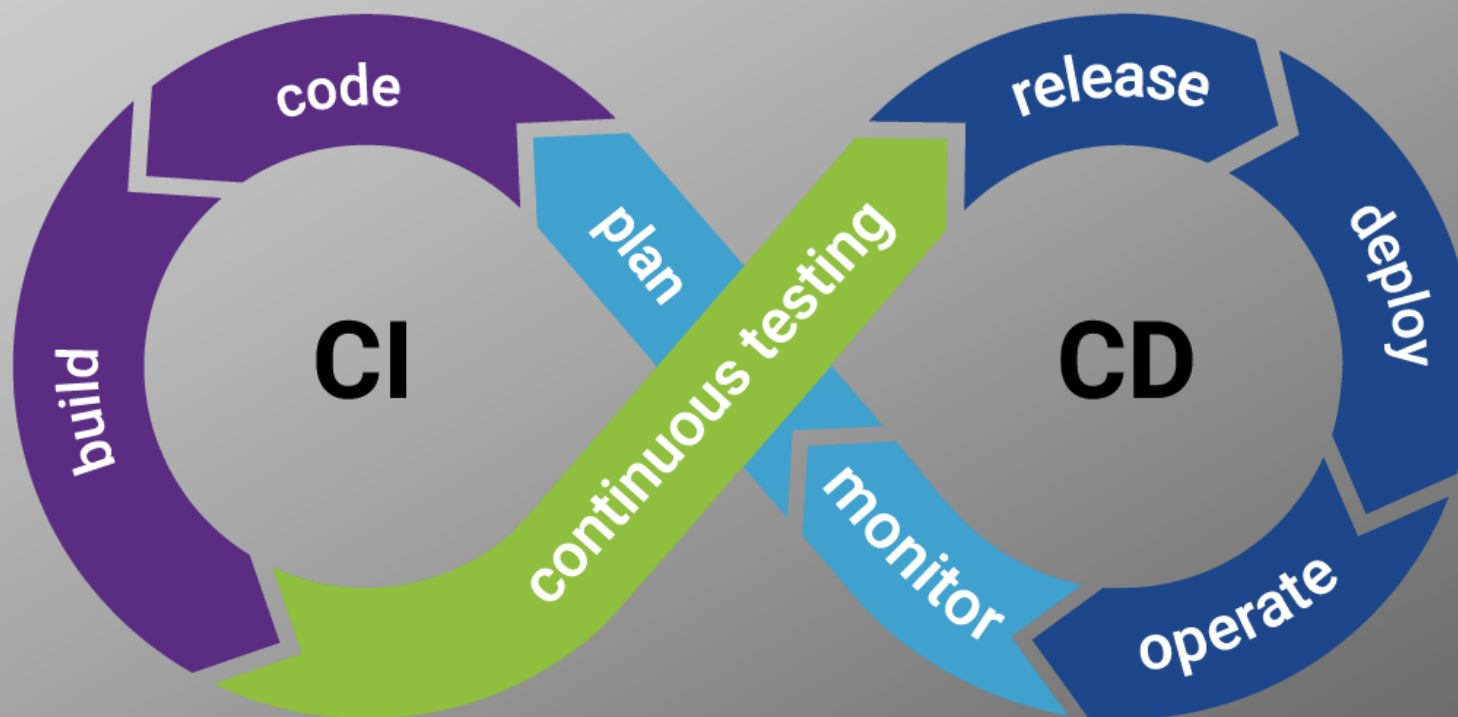 code
build
CI
plan
continuous testing
release
deploy
CD
operate
monitor